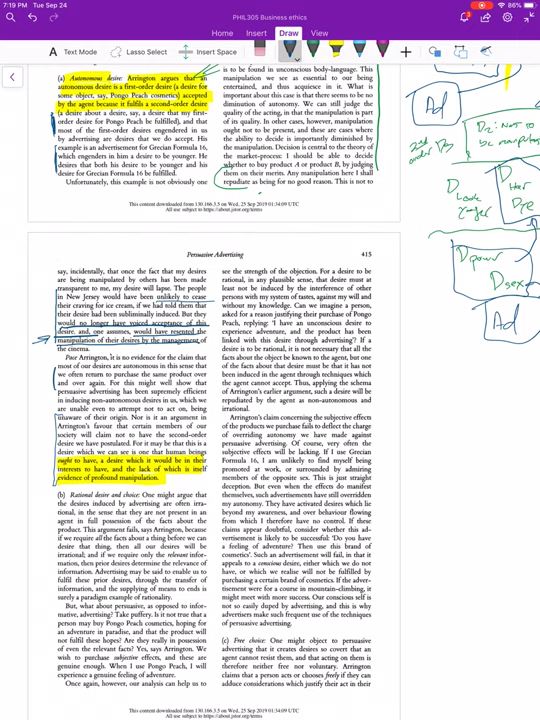 7:19 PM Tue Sep 24
86%
PHIL305 Business ethics
Home Insert Draw View
Text Mode
Lasso Select
Insert Space
(a) Autonomous desire: Arrington argues that an
autonomous desire is a first-order desire (a desire for
some object, say, Pongo Peach cosmetics) accepted
by the agent because it fulfils a second-order desire
(a desire about a desire, say, a desire that my first-
order desire for Pongo Peach be fulfilled), and that
most of the first-order desires engendered in us
by advertising are desires that we do accept. His
example is an advertisement for Grecian Formula 16,
which engenders in him a desire to be younger. He
desires that both his desire to be younger and his
desire for Grecian Formula 16 be fulfilled.
Unfortunately, this example is not obviously one
is to be found in unconscious body-language. This
manipulation we see as essential to our being
entertained, and thus acquiesce in it. What is
important about this case is that there seems to be no
diminution of autonomy. We can still judge the
quality of the acting, in that the manipulation is part
of its quality. In other cases, however, manipulation
ought not to be present, and these are cases where
the ability to decide is importantly diminished by
the manipulation. Decision is central to the theory of
the market-process: I should be able to decide
whether to buy product A or product B, by judging
them on their merits. Any manipulation here I shall
repudiate as being for no good reason. This is not to
This content downloaded from 130.166.3.5 on Wed, 25 Sep 2019 01:34:09 UTC
All use subject to https://about.jstor.org/terms
Persuasive Advertising 415
say, incidentally, that once the fact that my desires
are being manipulated by others has been made
transparent to me, my desire will lapse. The people
in New Jersey would have been unlikely to cease
their craving for ice cream, if we had told them that
their desire had been subliminally induced. But they
would no longer have voiced acceptance of this
desire, and, one assumes, would have resented the
manipulation of their desires by the management of
the cinema.
Pace Arrington, it is no evidence for the claim that
most of our desires are autonomous in this sense that
we often return to purchase the same product over
and over again. For this might well show that
persuasive advertising has been supremely efficient
in inducing non-autonomous desires in us, which we
are unable even to attempt not to act on, being
unaware of their origin. Nor is it an argument in
Arrington's favour that certain members of our
society will claim not to have the second-order
desire we have postulated. For it may be that this is a
desire which we can see is one that human beings
ought to have, a desire which it would be in their
interests to have, and the lack of which is itself
evidence of profound manipulation.
(b) Rational desire and choice: One might argue that
the desires induced by advertising are often irra-
tional, in the sense that they are not present in an
agent in full possession of the facts about the
product. This argument fails, says Arrington, because
if we require all the facts about a thing before we can
desire that thing, then all our desires will be
irrational; and if we require only the relevant infor-
mation, then prior desires determine the relevance of
information. Advertising may be said to enable us to
fulfil these prior desires, through the transfer of
information, and the supplying of means to ends is
surely a paradigm example of rationality.
But, what about persuasive, as opposed to infor-
mative, advertising? Take puffery. Is it not true that a
person may buy Pongo Peach cosmetics, hoping for
an adventure in paradise, and that the product will
not fulfil these hopes? Are they really in possession
of even the relevant facts? Yes, says Arrington. We
wish to purchase subjective effects, and these are
genuine enough. When I use Pongo Peach, I will
experience a genuine feeling of adventure.
Once again, however, our analysis can help us to
see the strength of the objection. For a desire to be
rational, in any plausible sense, that desire must at
least not be induced by the interference of other
persons with my system of tastes, against my will and
without my knowledge. Can we imagine a person,
asked for a reason justifying their purchase of Pongo
Peach, replying: 'I have an unconscious desire to
experience adventure, and the product has been
linked with this desire through advertising'? If a
desire is to be rational, it is not necessary that all the
facts about the object be known to the agent, but one
of the facts about that desire must be that it has not
been induced in the agent through techniques which
the agent cannot accept. Thus, applying the schema
of Arrington's earlier argument, such a desire will be
repudiated by the agent as non-autonomous and
irrational.
Arrington's claim concerning the subjective effects
of the products we purchase fails to deflect the charge
of overriding autonomy we have made against
persuasive advertising. Of course, very often the
subjective effects will be lacking. If I use Grecian
Formula 16, I am unlikely to find myself being
promoted at work, or surrounded by admiring
members of the opposite sex. This is just straight
deception. But even when the effects do manifest
themselves, such advertisements have still overridden
my autonomy. They have activated desires which lie
beyond my awareness, and over behaviour flowing
from which I therefore have no control. If these
claims appear doubtful, consider whether this ad-
vertisement is likely to be successful: 'Do you have
a feeling of adventure? Then use this brand of
cosmetics'. Such an advertisement will fail, in that it
appeals to a conscious desire, either which we do not
have, or which we realise will not be fulfilled by
purchasing a certain brand of cosmetics. If the adver-
tisement were for a course in mountain-climbing, it
might meet with more success. Our conscious self is
not so easily duped by advertising, and this is why
advertisers make such frequent use of the techniques
of persuasive advertising.
(c) Free choice: One might object to persuasive
advertising that it creates desires so covert that an
agent cannot resist them, and that acting on them is
therefore neither free nor voluntary. Arrington
claims that a person acts or chooses freely if they can
adduce considerations which justify their act in their
This content downloaded from 130.166.3.5 on Wed, 25 Sep 2019 01:34:09 UTC
All use subject to https://about.jstor.org/terms
Ad
2nd order
D2: Not to
be manipula
D Look
younger
D Hair
Dye
D power
D sex
Ad